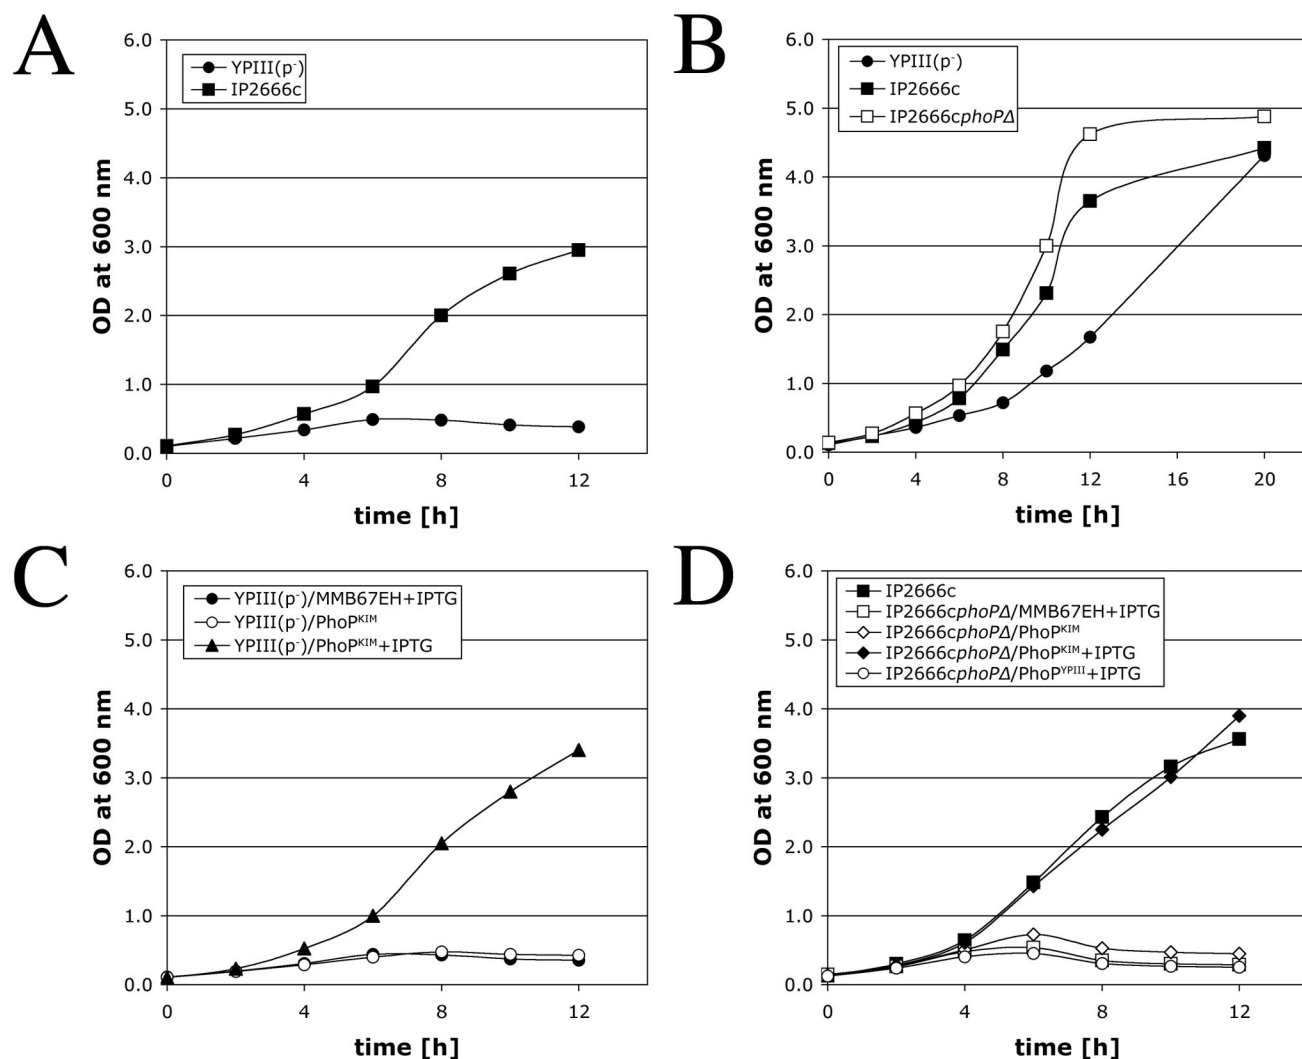 A
6.0
5.0
4.0
3.0
2.0
1.0
0.0
OD at 600 nm
YPIII(p⁻)
IP2666c
0 4 8 12
time [h]
B
6.0
5.0
4.0
3.0
2.0
1.0
0.0
OD at 600 nm
YPIII(p⁻)
IP2666c
IP2666cphoPΔ
0 4 8 12 16 20
time [h]
C
6.0
5.0
4.0
3.0
2.0
1.0
0.0
OD at 600 nm
YPIII(p⁻)/MMB67EH+IPTG
YPIII(p⁻)/PhoPᴷᴵᴹ
YPIII(p⁻)/PhoPᴷᴵᴹ+IPTG
0 4 8 12
time [h]
D
6.0
5.0
4.0
3.0
2.0
1.0
0.0
OD at 600 nm
IP2666c
IP2666cphoPΔ/MMB67EH+IPTG
IP2666cphoPΔ/PhoPᴷᴵᴹ
IP2666cphoPΔ/PhoPᴷᴵᴹ+IPTG
IP2666cphoPΔ/PhoPYPIII+IPTG
0 4 8 12
time [h]